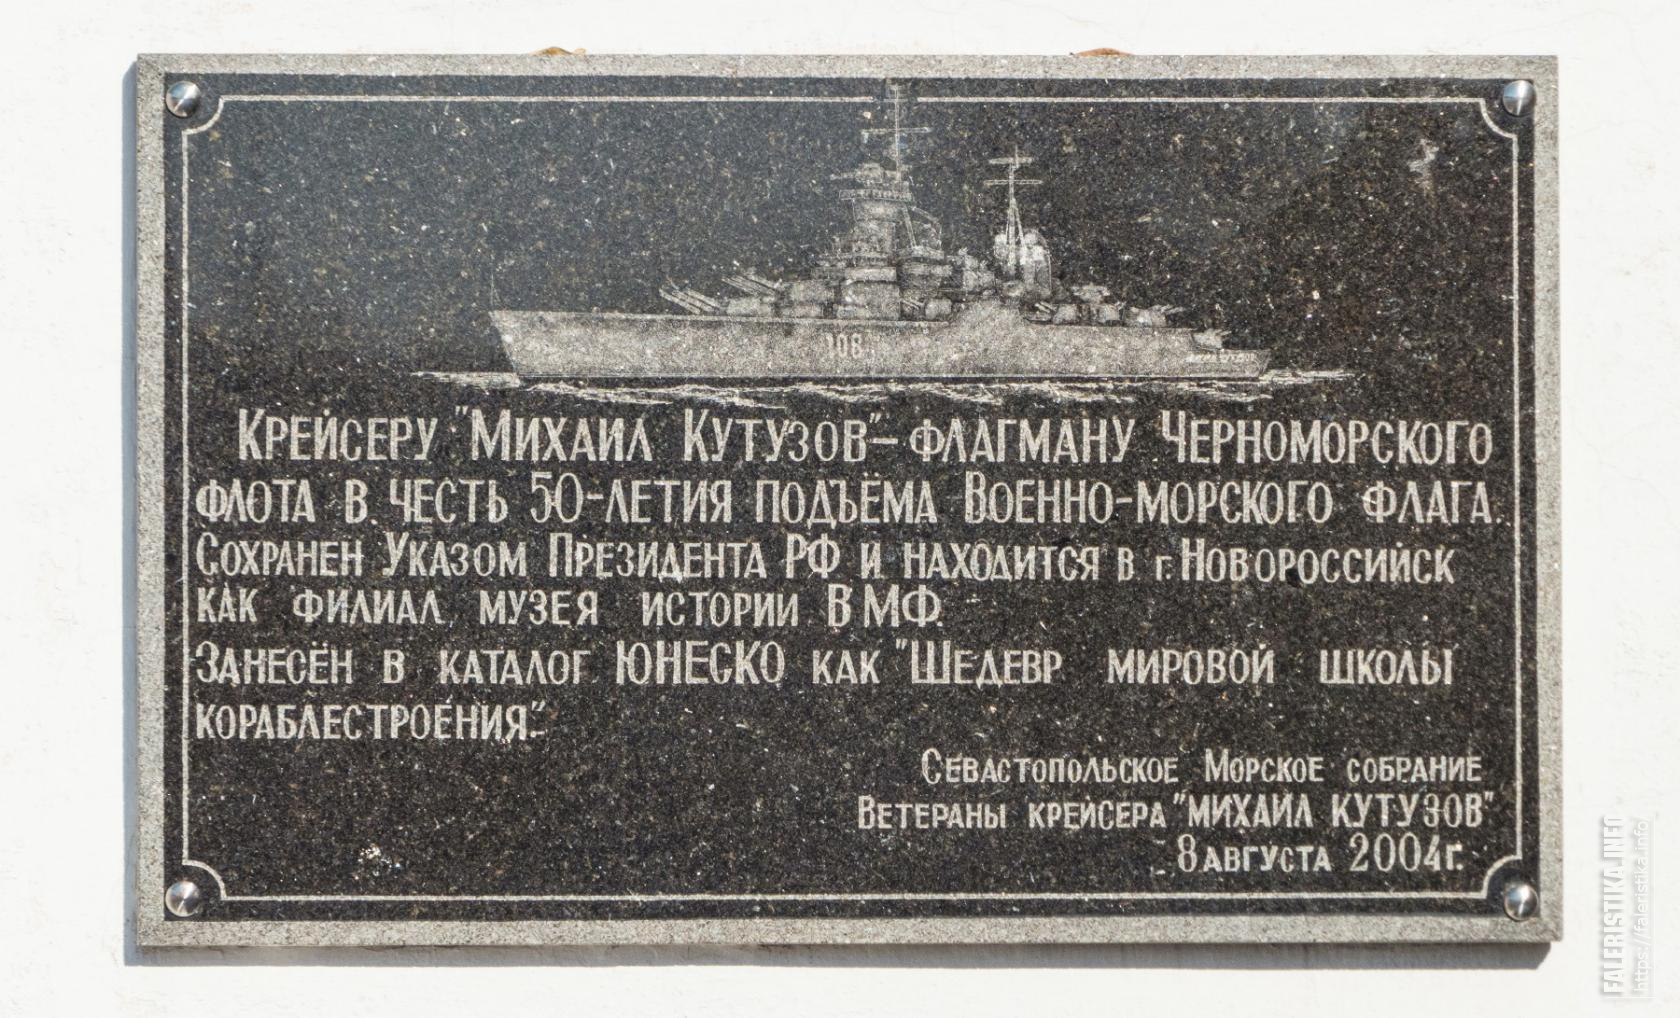 108
Крейсеру "Михаил Кутузов"– флагману Черноморского
флота в честь 50-летия подъёма Военно-морского флага.
Сохранен Указом Президента РФ и находится в г. Новороссийск
как филиал музея истории ВМФ.
Занесён в каталог ЮНЕСКО как "Шедевр мировой школы
кораблестроения".
Севастопольское Морское собрание
Ветераны крейсера "МИХАИЛ КУТУЗОВ"
8 августа 2004г.
FALERISTIKA.INFO
https://faleristika.info/